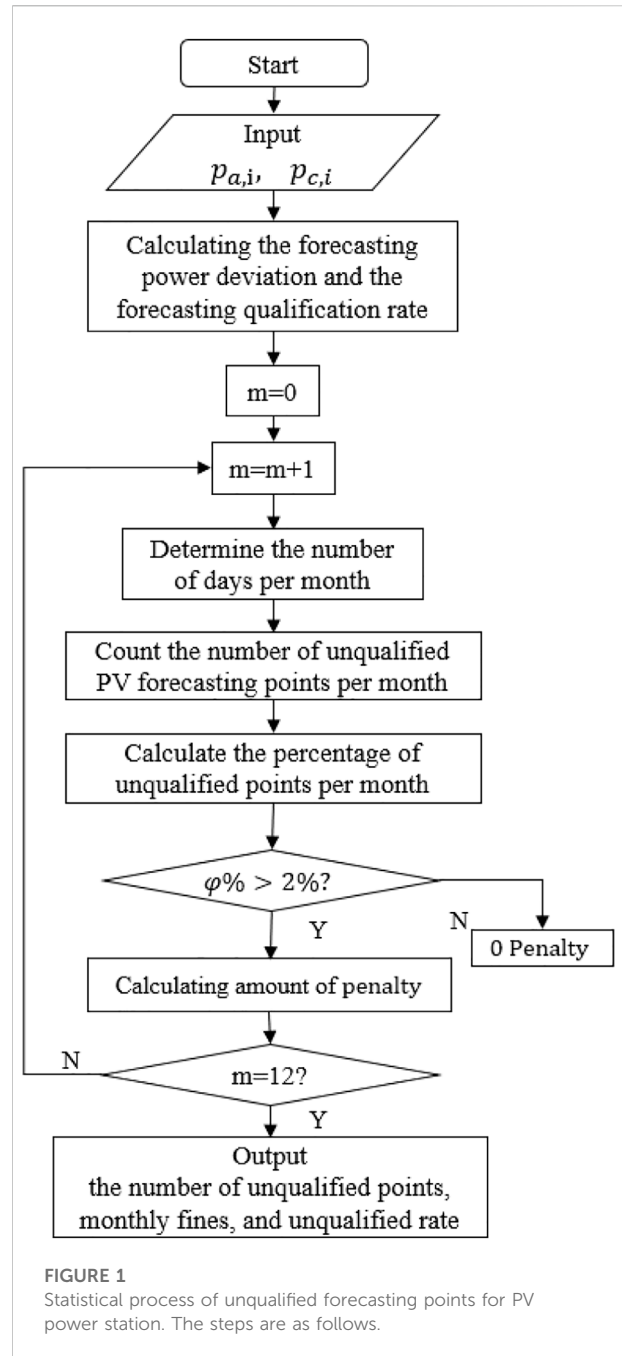 Start
Input
p_{a,i}, p_{c,i}
Calculating the forecasting
power deviation and the
forecasting qualification rate
m=0
m=m+1
Determine the number
of days per month
Count the number of unqualified
PV forecasting points per month
Calculate the percentage of
unqualified points per month
φ% > 2%?
Y
N
0 Penalty
Calculating amount of penalty
N
m=12?
Y
Output
the number of unqualified points,
monthly fines, and unqualified rate
FIGURE 1
Statistical process of unqualified forecasting points for PV
power station. The steps are as follows.